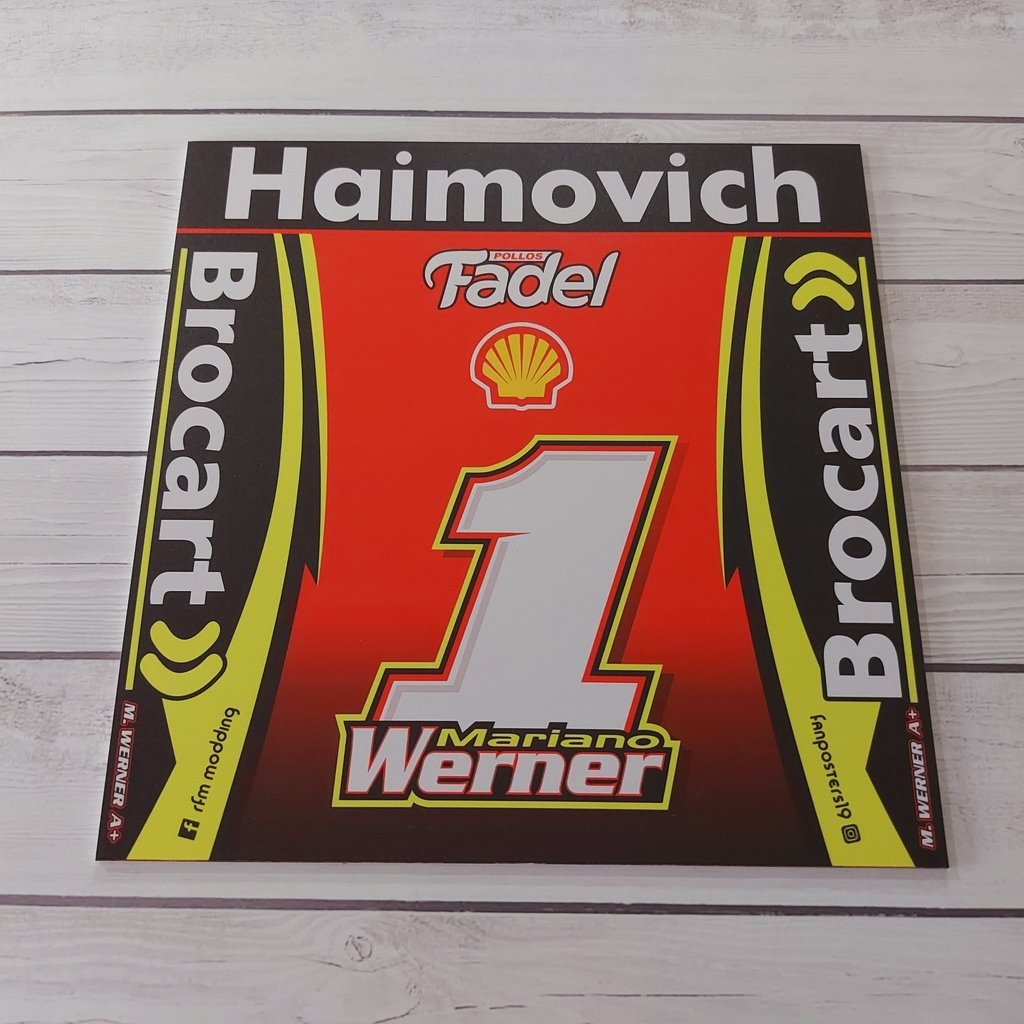 Haimovich
POLLOS
Fadel
Brocart
Brocart
1
Mariano
Werner
M. WERNER A+
rfm modding
fanposters19
M. WERNER A+